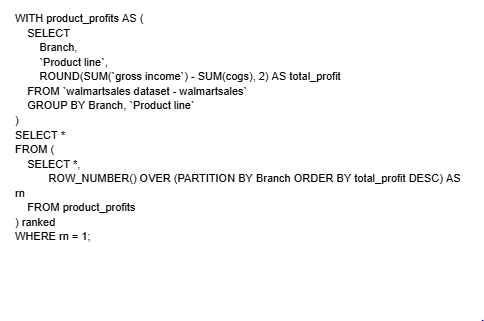 WITH product_profits AS (
SELECT
Branch,
`Product line`,
ROUND(SUM(`gross income`) - SUM(cogs), 2) AS total_profit
FROM `walmartsales dataset - walmartsales`
GROUP BY Branch, `Product line`
)
SELECT *
FROM (
SELECT *,
ROW_NUMBER() OVER (PARTITION BY Branch ORDER BY total_profit DESC) AS
rn
FROM product_profits
) ranked
WHERE rn = 1;